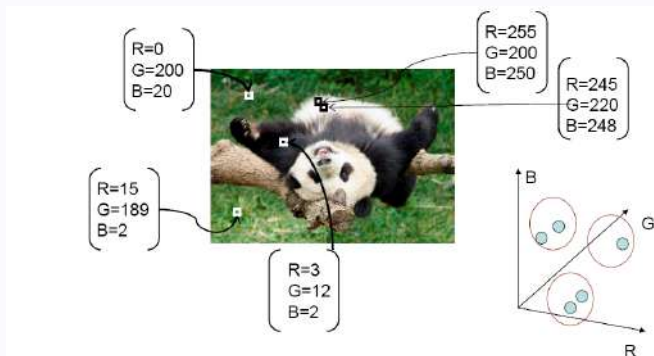 R=0
G=200
B=20
R=255
G=200
B=250
R=245
G=220
B=248
R=15
G=189
B=2
R=3
G=12
B=2
B
G
R